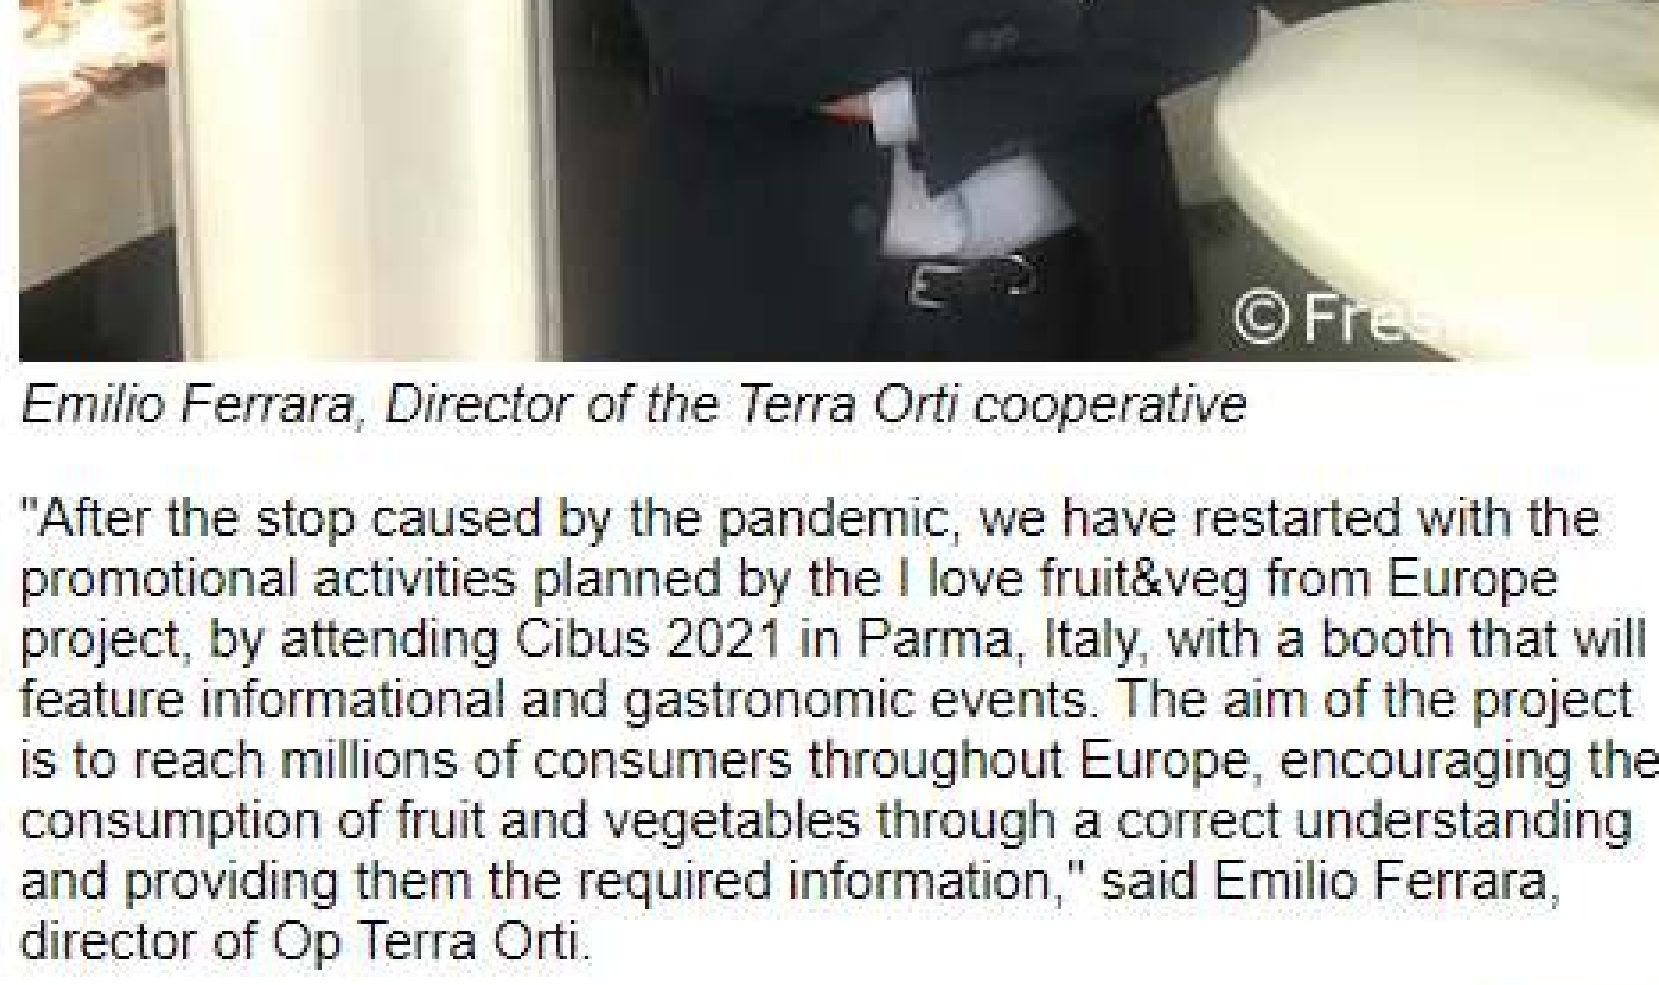 © Fres
Emilio Ferrara, Director of the Terra Orti cooperative
"After the stop caused by the pandemic, we have restarted with the
promotional activities planned by the I love fruit&veg from Europe
project, by attending Cibus 2021 in Parma, Italy, with a booth that will
feature informational and gastronomic events. The aim of the project
is to reach millions of consumers throughout Europe, encouraging the
consumption of fruit and vegetables through a correct understanding
and providing them the required information," said Emilio Ferrara,
director of Op Terra Orti.